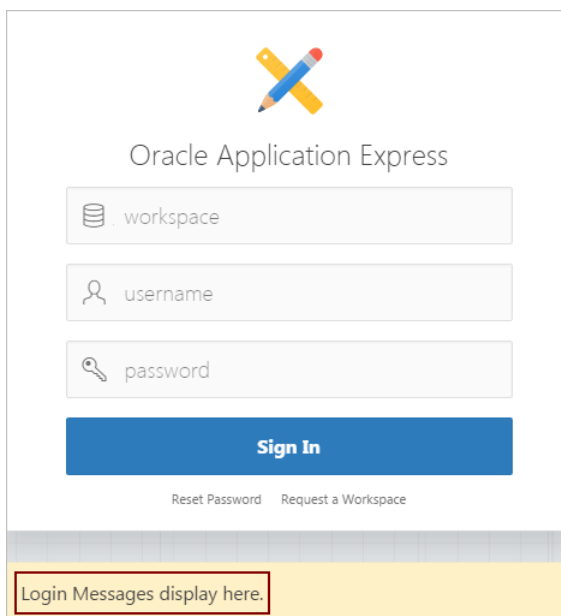 Oracle Application Express
workspace
username
password
Sign In
Reset Password Request a Workspace
Login Messages display here.